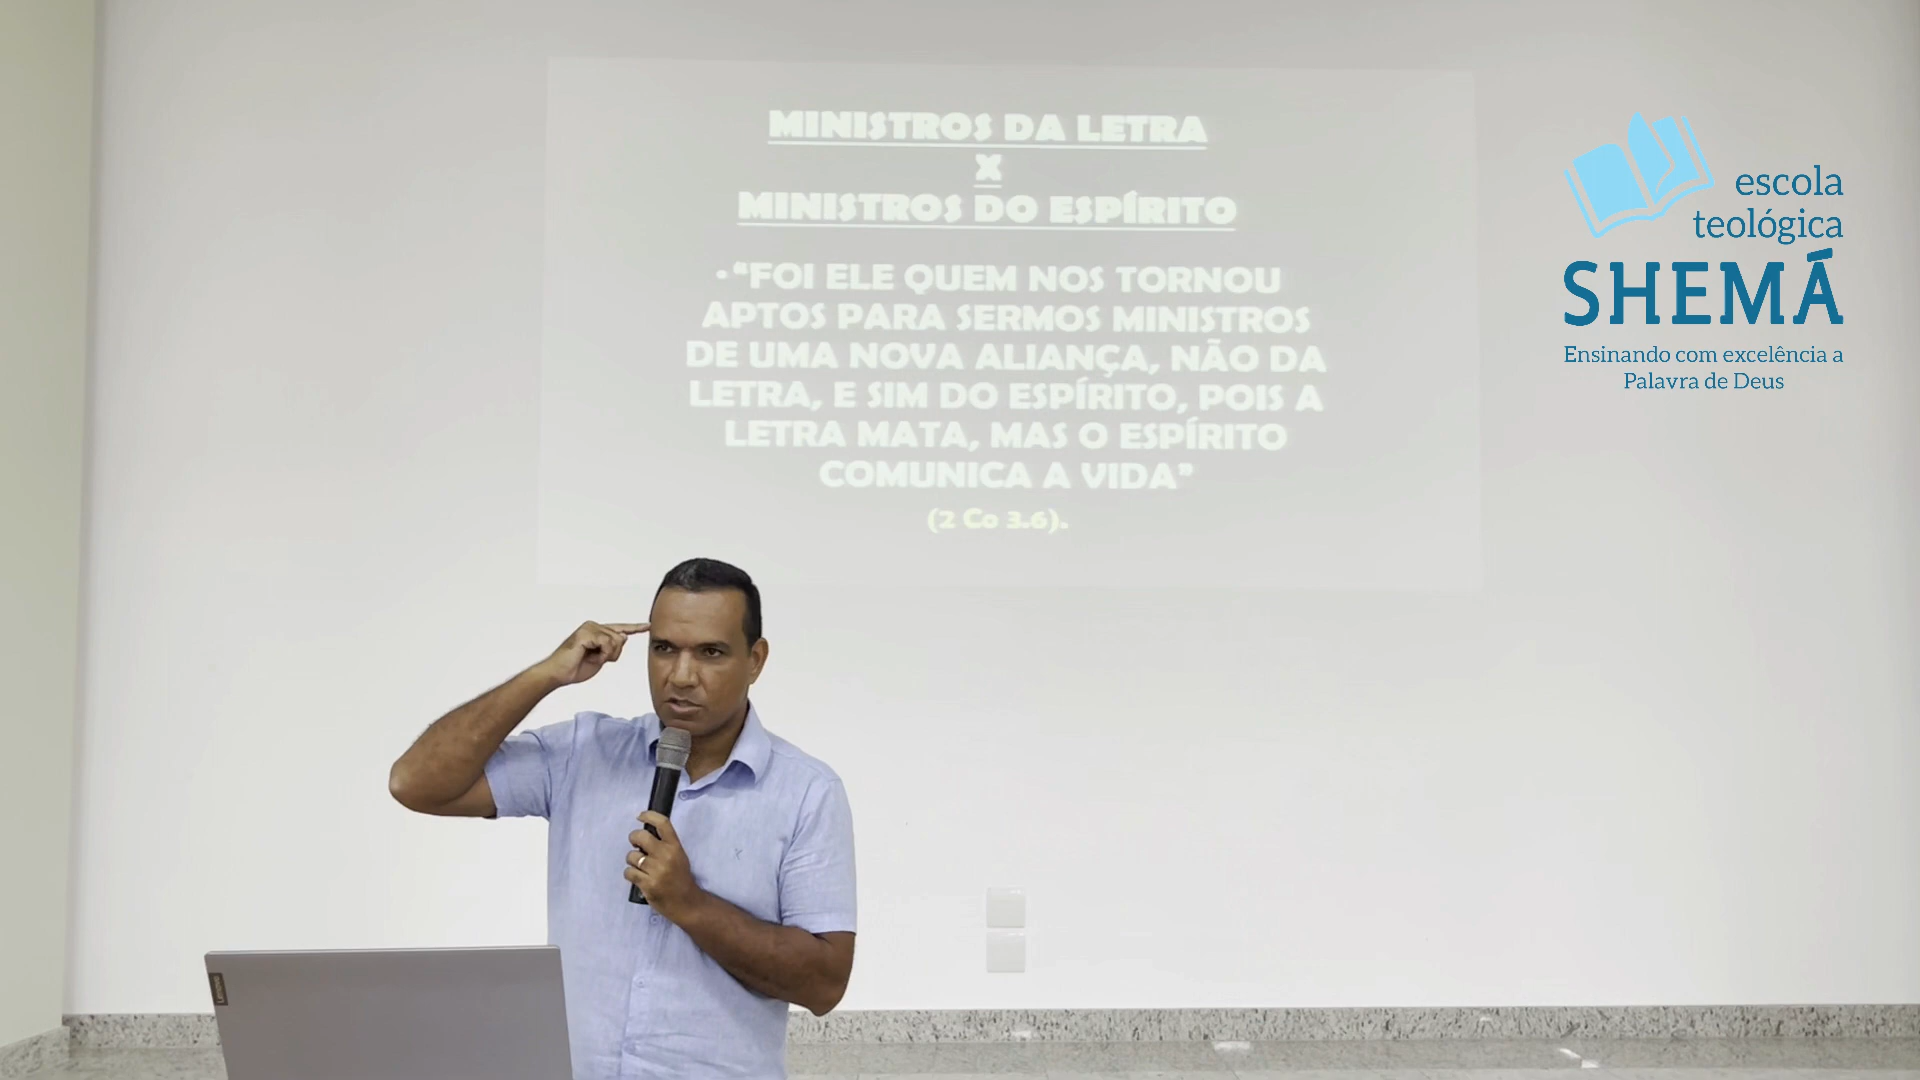 MINISTROS DA LETRA
X
MINISTROS DO ESPÍRITO
• “FOI ELE QUEM NOS TORNOU
APTOS PARA SERMOS MINISTROS
DE UMA NOVA ALIANÇA, NÃO DA
LETRA, E SIM DO ESPÍRITO, POIS A
LETRA MATA, MAS O ESPÍRITO
COMUNICA A VIDA”
(2 Co 3.6).
escola
teológica
SHEMÁ
Ensinando com excelência a
Palavra de Deus
Lenovo